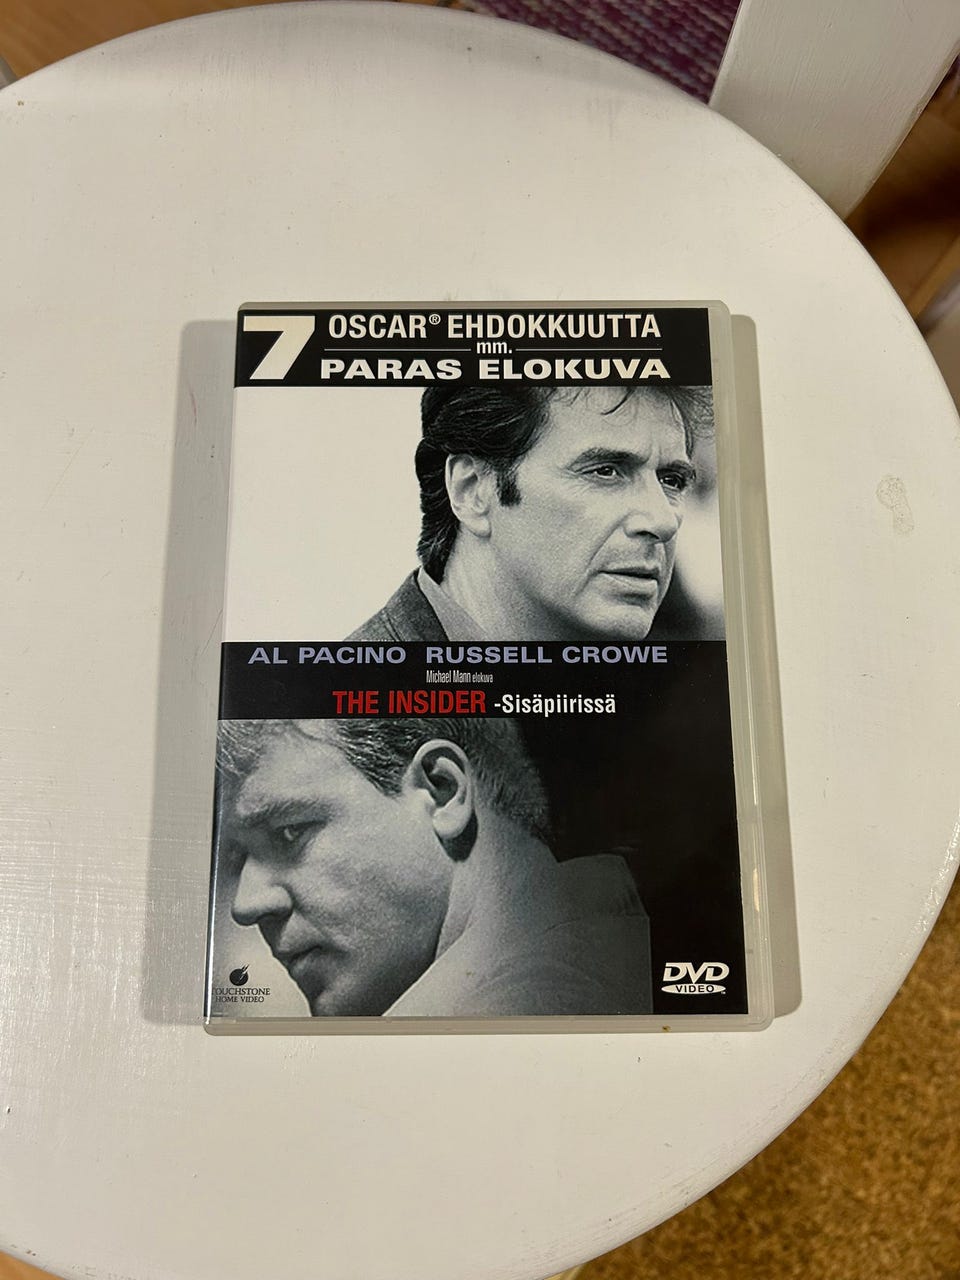 7 OSCAR® EHDOKKUUTTA
mm.
PARAS ELOKUVA
AL PACINO RUSSELL CROWE
Michael Mann elokuva
THE INSIDER -Sisäpiirissä
TOUCHSTONE
HOME VIDEO
DVD
VIDEO